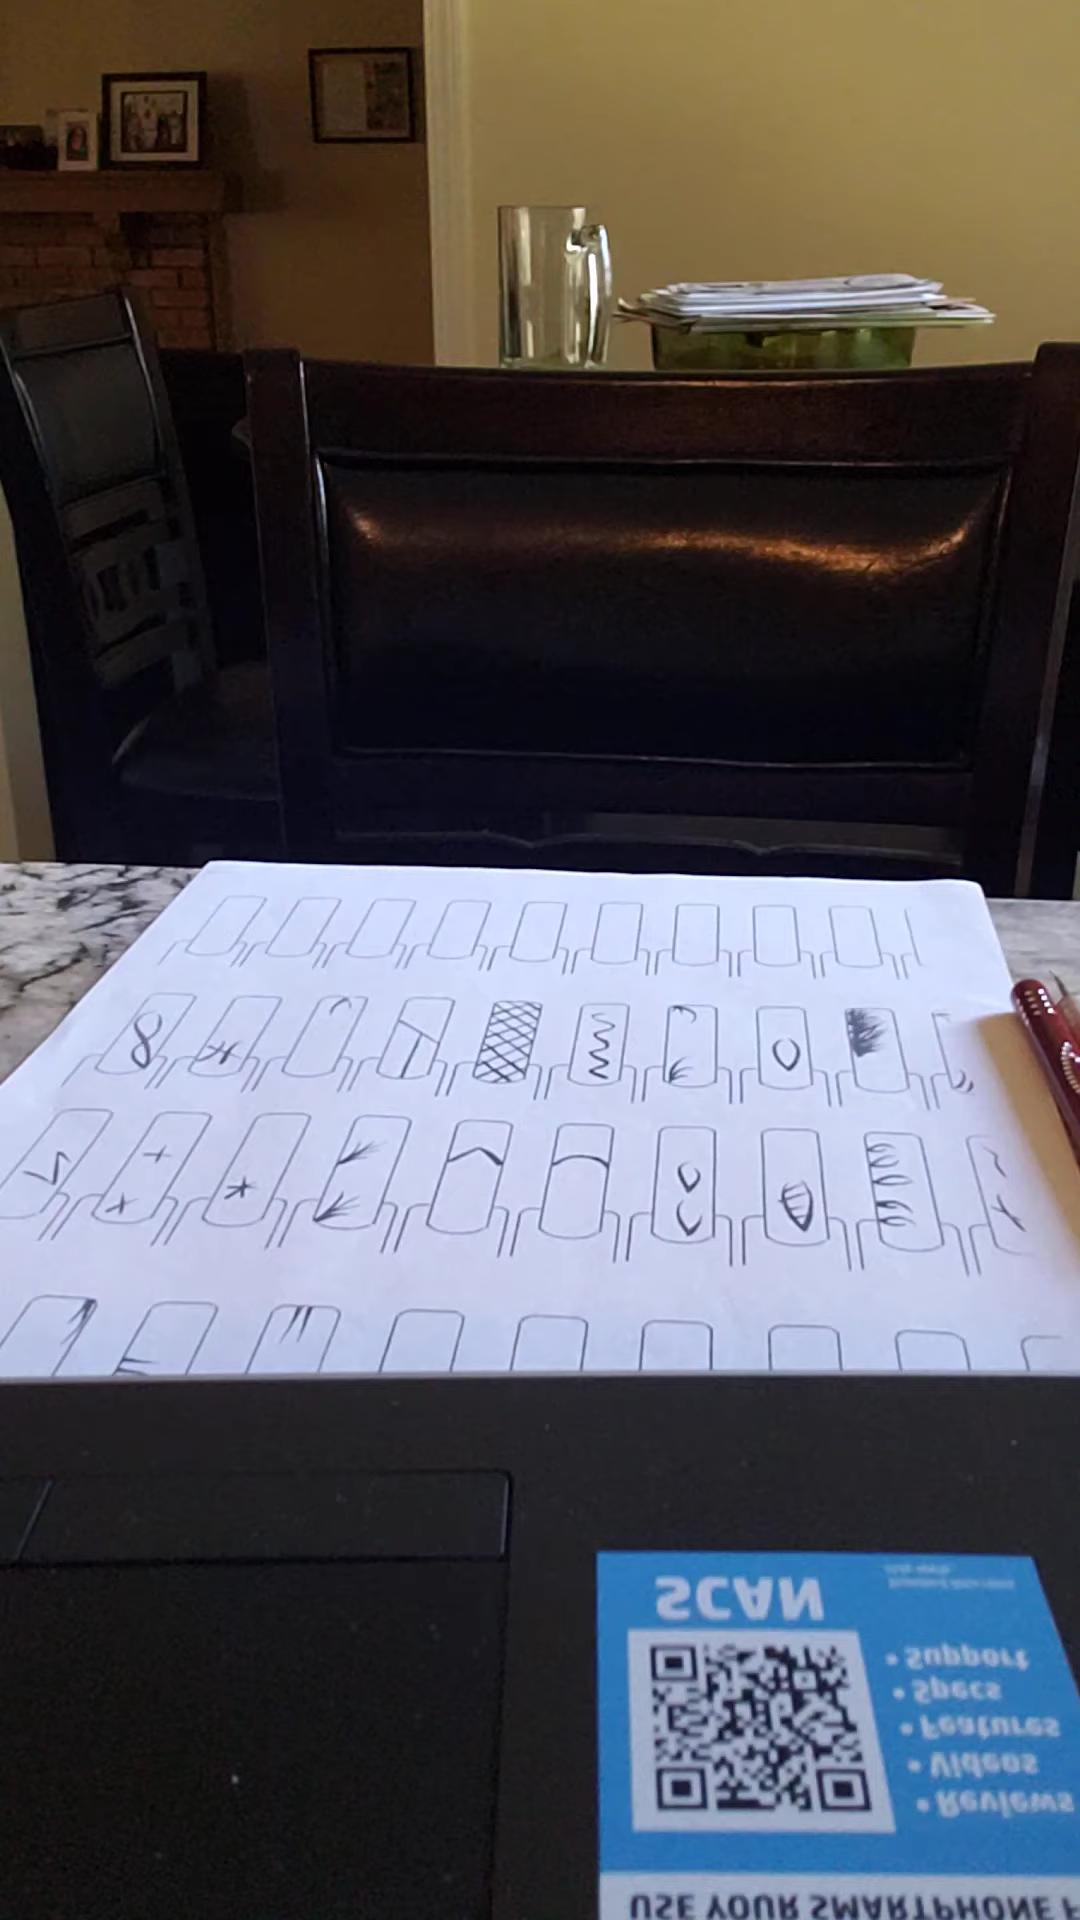 SCAN
• Support
• Specs
• Features
• Videos
• Reviews
USE YOUR SMARTPHONE F